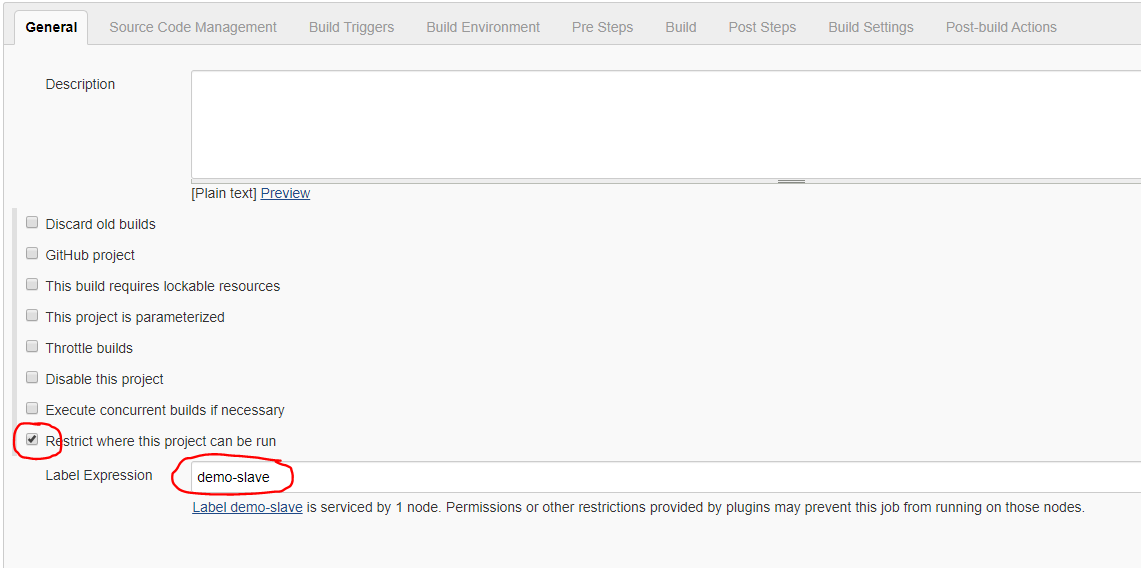 General Source Code Management Build Triggers Build Environment Pre Steps Build Post Steps Build Settings Post-build Actions
Description
[Plain text] Preview
Discard old builds
GitHub project
This build requires lockable resources
This project is parameterized
Throttle builds
Disable this project
Execute concurrent builds if necessary
Restrict where this project can be run
Label Expression demo-slave
Label demo-slave is serviced by 1 node. Permissions or other restrictions provided by plugins may prevent this job from running on those nodes.